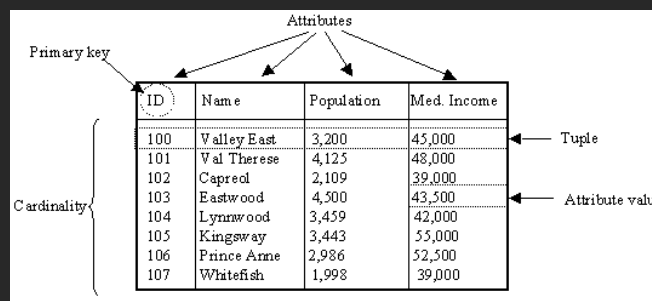 Attributes
Primary key
ID Name Population Med. Income
100 Valley East 3,200 45,000 Tuple
101 Val Therese 4,125 48,000
102 Capreol 2,109 39,000
Cardinality 103 Eastwood 4,500 43,500 Attribute valu
104 Lynnwood 3,459 42,000
105 Kingsway 3,443 55,000
106 Prince Anne 2,986 52,500
107 Whitefish 1,998 39,000